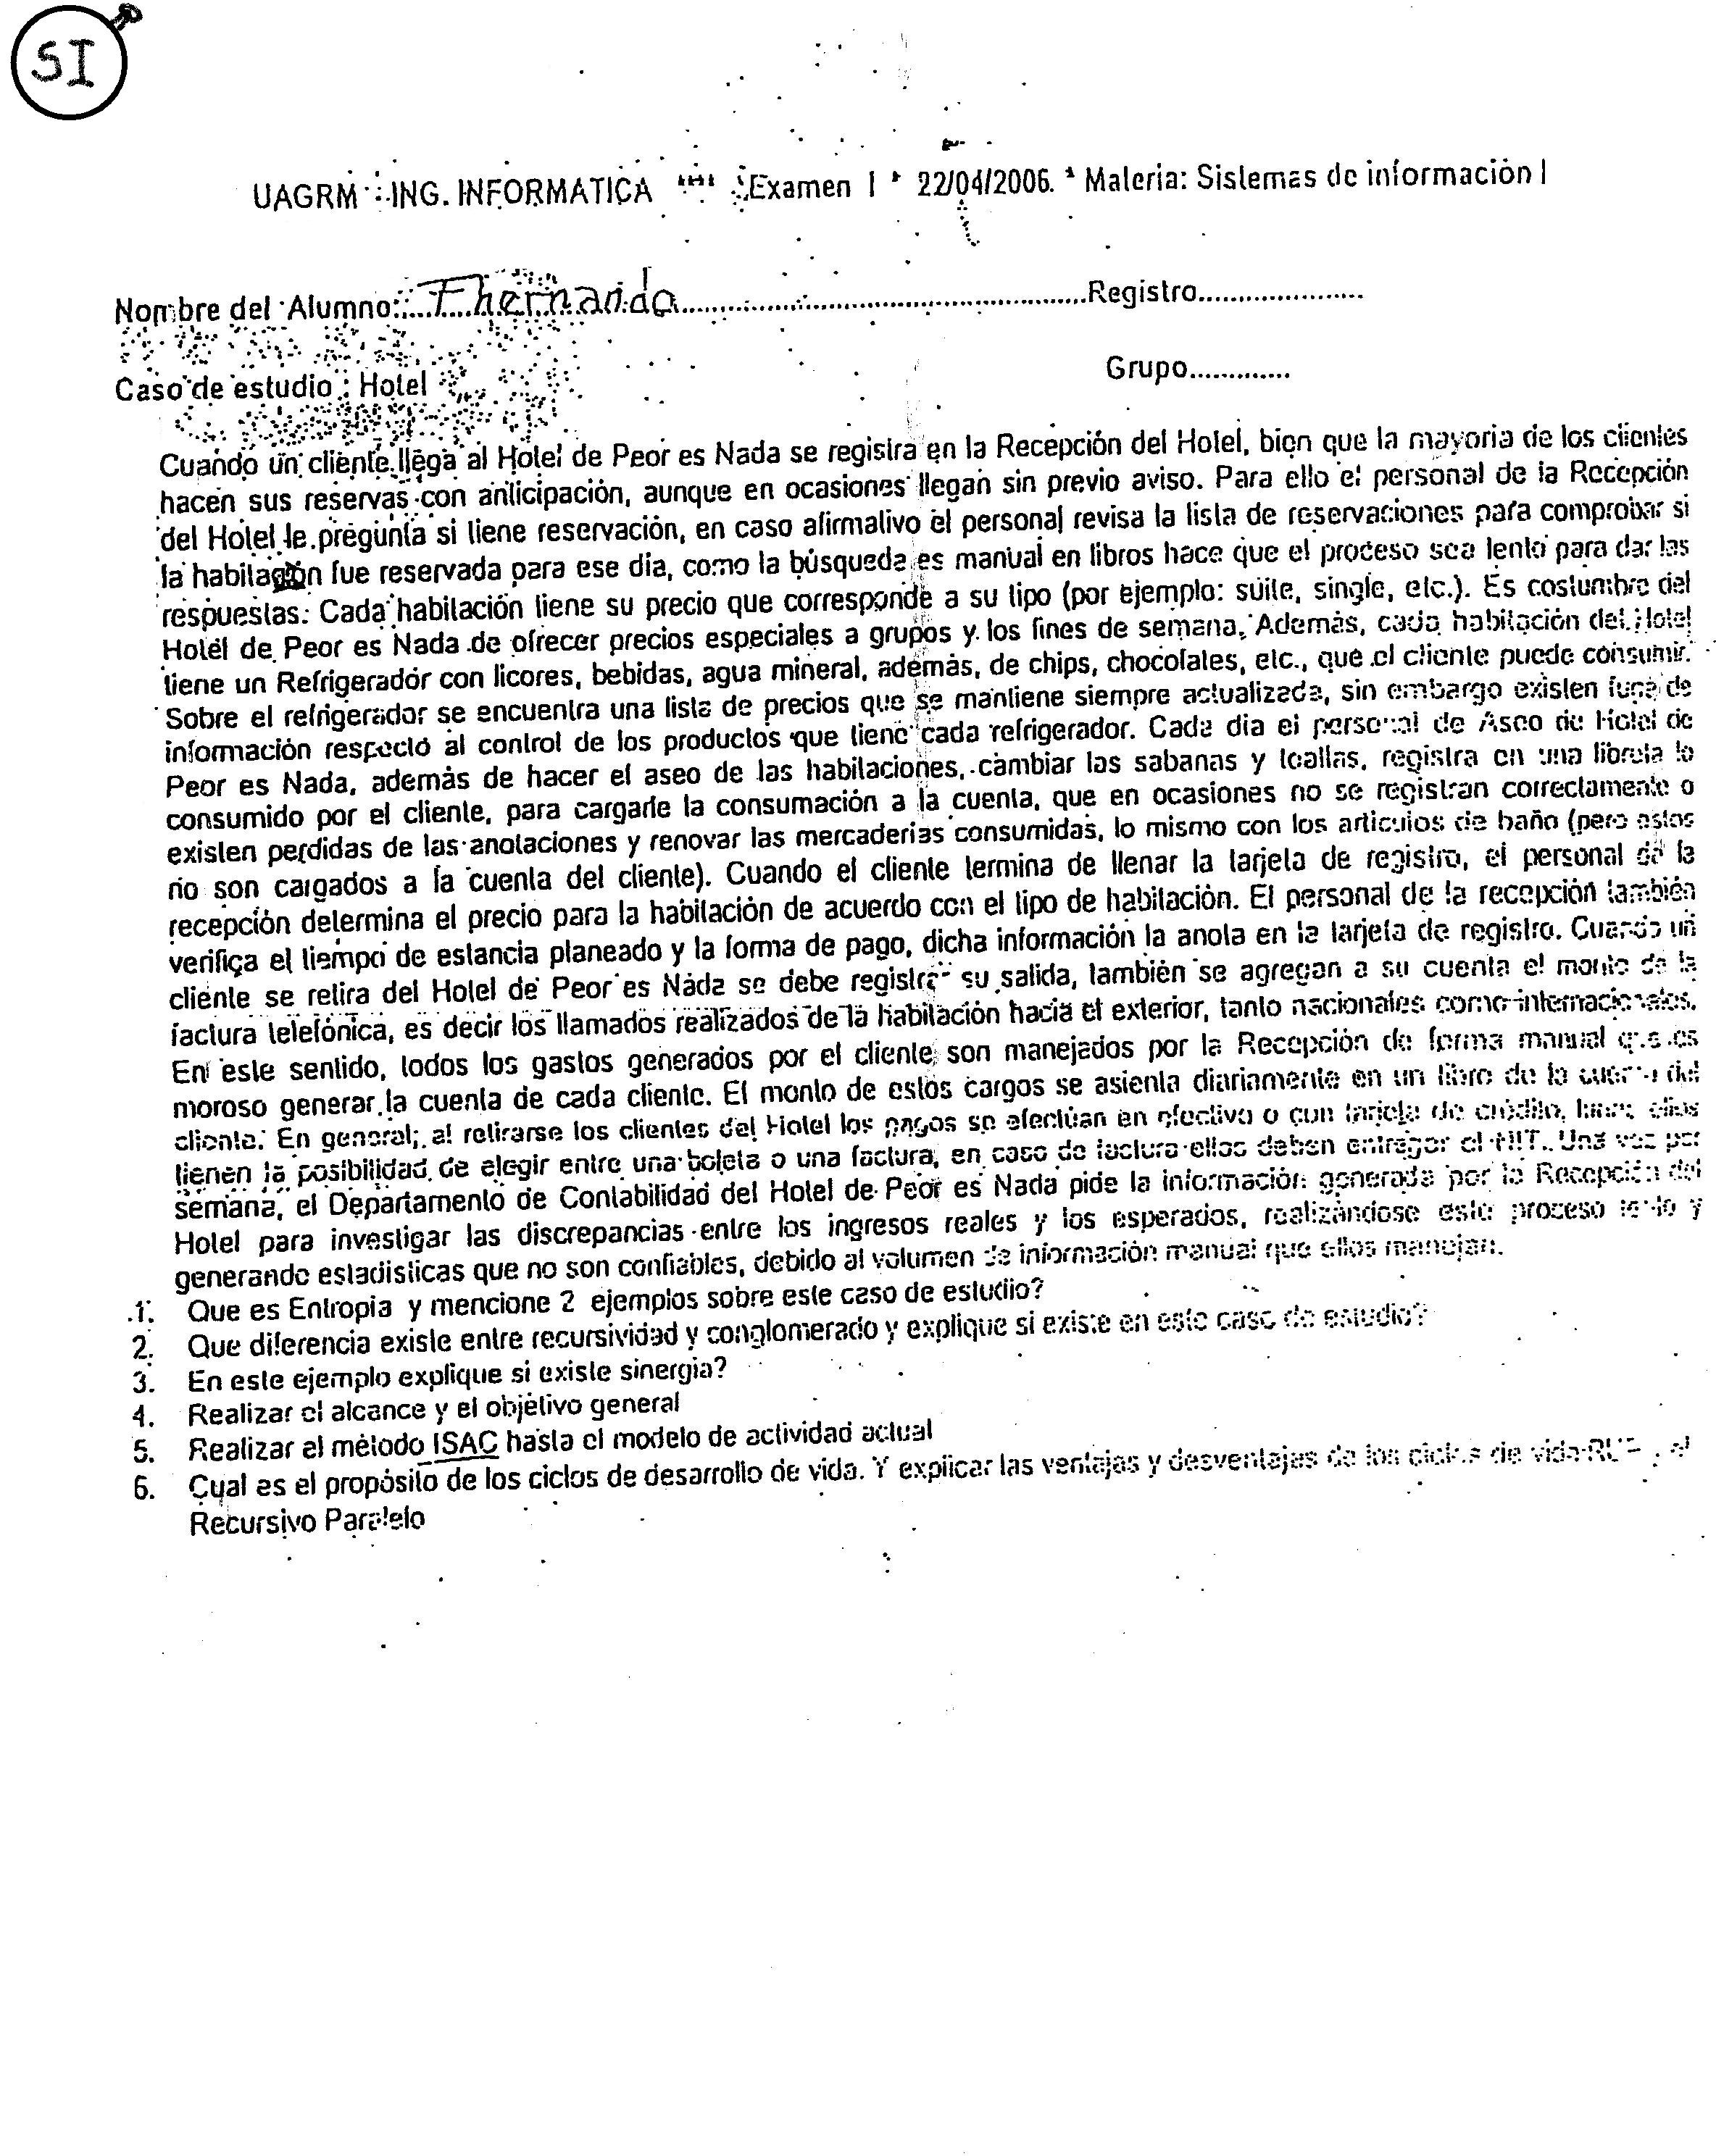 SI
UAGRM ING. INFORMATICA **** Examen I * 22/04/2006. * Materia: Sistemas de información I
Nombre del Alumno: Fhernando Registro
Grupo
Caso de estudio : Hotel
Cuando un cliente llega al Hotel de Peor es Nada se registra en la Recepción del Hotel, bien que la mayoria de los clientes
hacen sus reservas con anticipación, aunque en ocasiones llegan sin previo aviso. Para ello el personal de la Recepción
del Hotel le pregunta si tiene reservación, en caso afirmativo el personal revisa la lista de reservaciones para comprobar si
la habitación fue reservada para ese dia, como la búsqueda es manual en libros hace que el proceso sea lento para dar las
respuestas. Cada habitación tiene su precio que corresponde a su tipo (por ejemplo: suite, single, etc.). Es costumbre del
Hotel de Peor es Nada de ofrecer precios especiales a grupos y los fines de semana. Además, cada habitación del Hotel
tiene un Refrigerador con licores, bebidas, agua mineral, además, de chips, chocolates, etc., que el cliente puede consumir.
Sobre el refrigerador se encuentra una lista de precios que se mantiene siempre actualizada, sin embargo existen fuga de
información respecto al control de los productos que tiene cada refrigerador. Cada dia el personal de Aseo de Hotel de
Peor es Nada, además de hacer el aseo de las habitaciones, cambiar las sabanas y toallas, registra en una libreta lo
consumido por el cliente, para cargarle la consumación a la cuenta, que en ocasiones no se registran correctamente o
existen perdidas de las anotaciones y renovar las mercaderias consumidas, lo mismo con los articulos de baño (pero estos
no son cargados a la cuenta del cliente). Cuando el cliente termina de llenar la tarjeta de registro, el personal de la
recepción determina el precio para la habitación de acuerdo con el tipo de habitación. El personal de la recepción también
verifica el tiempo de estancia planeado y la forma de pago, dicha información la anota en la tarjeta de registro. Cuando un
cliente se retira del Hotel de Peor es Nada se debe registrar su salida, también se agregan a su cuenta el monto de la
factura telefónica, es decir los llamados realizados de la habitación hacia el exterior, tanto nacionales como internacionales.
En este sentido, todos los gastos generados por el cliente son manejados por la Recepción de forma manual que es
moroso generar la cuenta de cada cliente. El monto de estos cargos se asienta diariamente en un libro de la cuenta del
cliente. En general, al retirarse los clientes del Hotel los pagos se efectúan en efectivo o con tarjeta de crédito, ellos
tienen la posibilidad de elegir entre una boleta o una factura, en caso de factura ellos deben entregar el NIT. Una vez por
semana, el Departamento de Contabilidad del Hotel de Peor es Nada pide la información generada por la Recepción del
Hotel para investigar las discrepancias entre los ingresos reales y los esperados, realizándose este proceso lento y
generando estadisticas que no son confiables, debido al volumen de información manual que ellos manejan.
1. Que es Entropia y mencione 2 ejemplos sobre este caso de estudio?
2. Que diferencia existe entre recursividad y conglomerado y explique si existe en este caso de estudio?
3. En este ejemplo explique si existe sinergia?
4. Realizar el alcance y el objetivo general
5. Realizar el método ISAC hasta el modelo de actividad actual
6. Cual es el propósito de los ciclos de desarrollo de vida. Y explicar las ventajas y desventajas de los ciclos de vida
Recursivo Paralelo